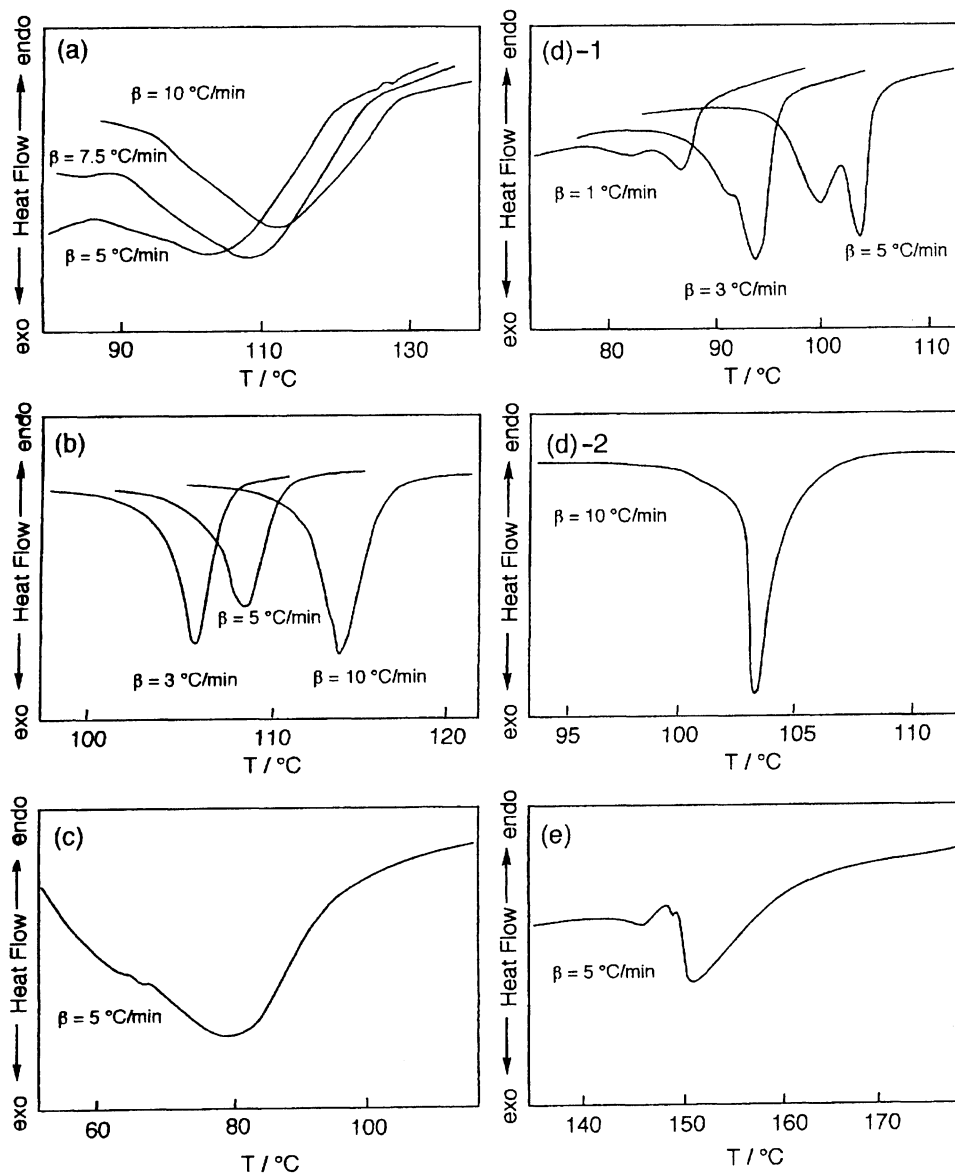 (a)
β = 10 °C/min
β = 7.5 °C/min
β = 5 °C/min
exo ← Heat Flow → endo
90 110 130
T / °C
(d)-1
β = 1 °C/min
β = 3 °C/min
β = 5 °C/min
exo ← Heat Flow → endo
80 90 100 110
T / °C
(b)
β = 5 °C/min
β = 3 °C/min
β = 10 °C/min
exo ← Heat Flow → endo
100 110 120
T / °C
(d)-2
β = 10 °C/min
exo ← Heat Flow → endo
95 100 105 110
T / °C
(c)
β = 5 °C/min
exo ← Heat Flow → endo
60 80 100
T / °C
(e)
β = 5 °C/min
exo ← Heat Flow → endo
140 150 160 170
T / °C